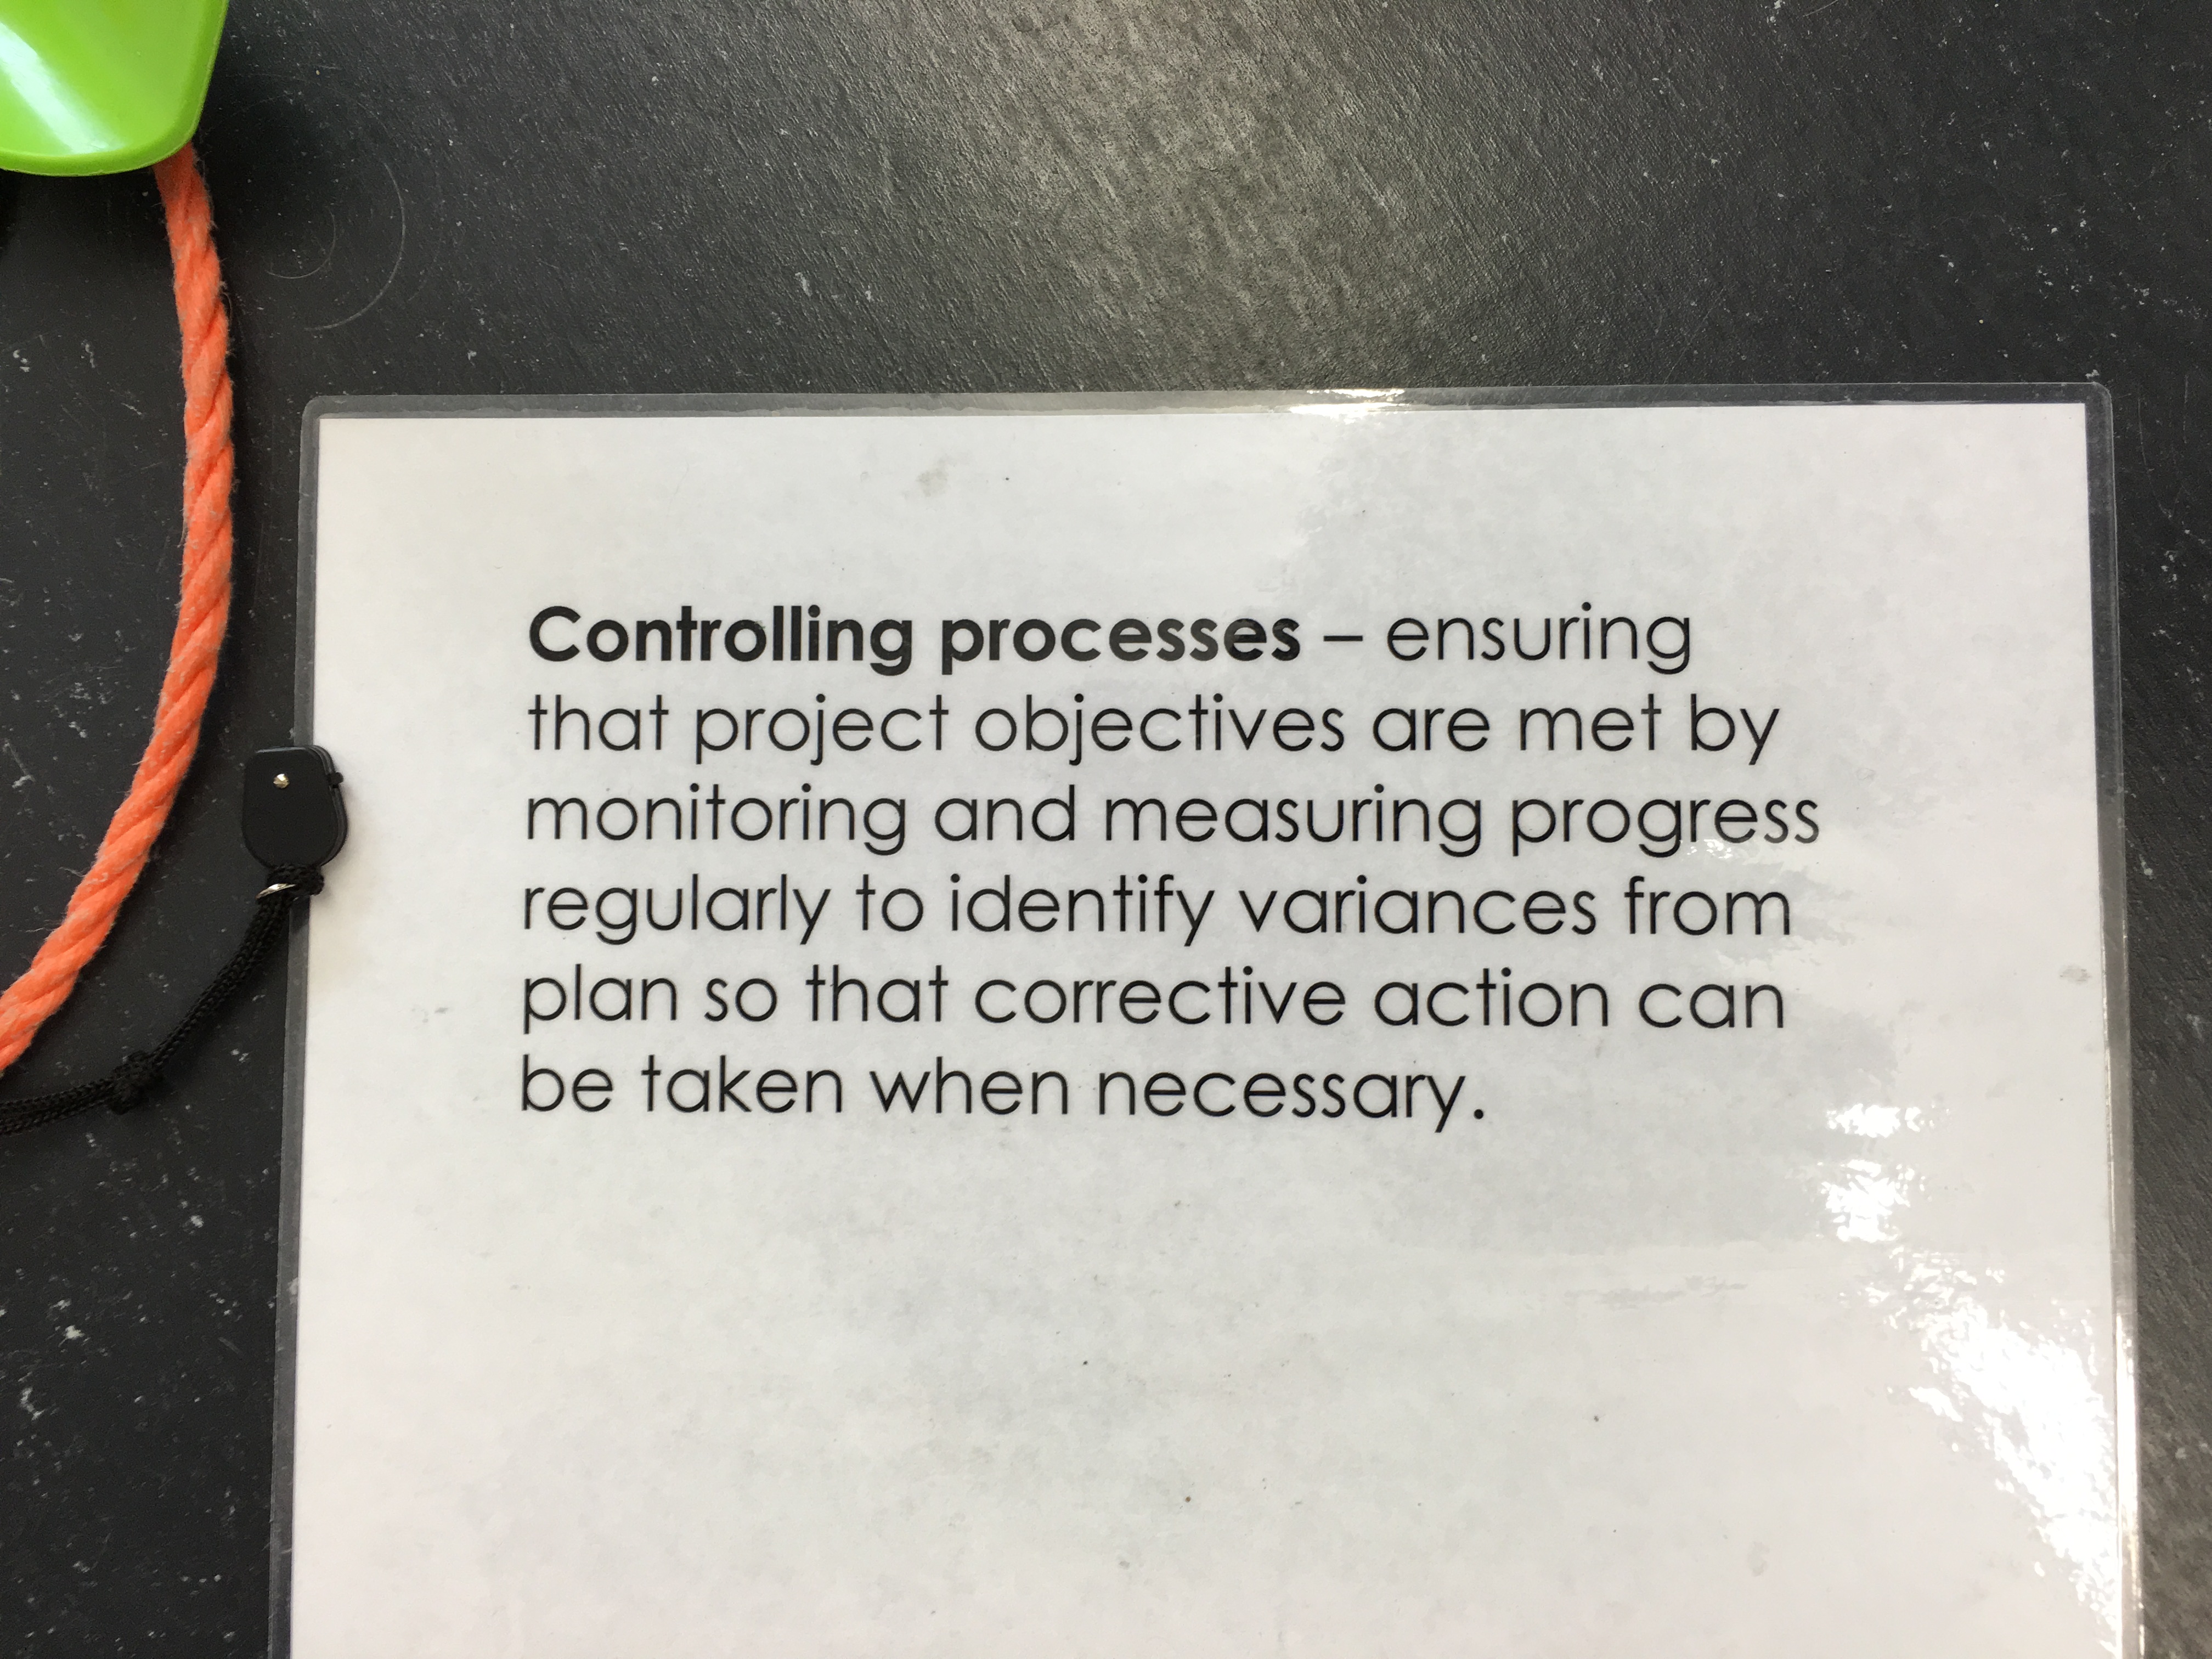 Controlling processes – ensuring
that project objectives are met by
monitoring and measuring progress
regularly to identify variances from
plan so that corrective action can
be taken when necessary.